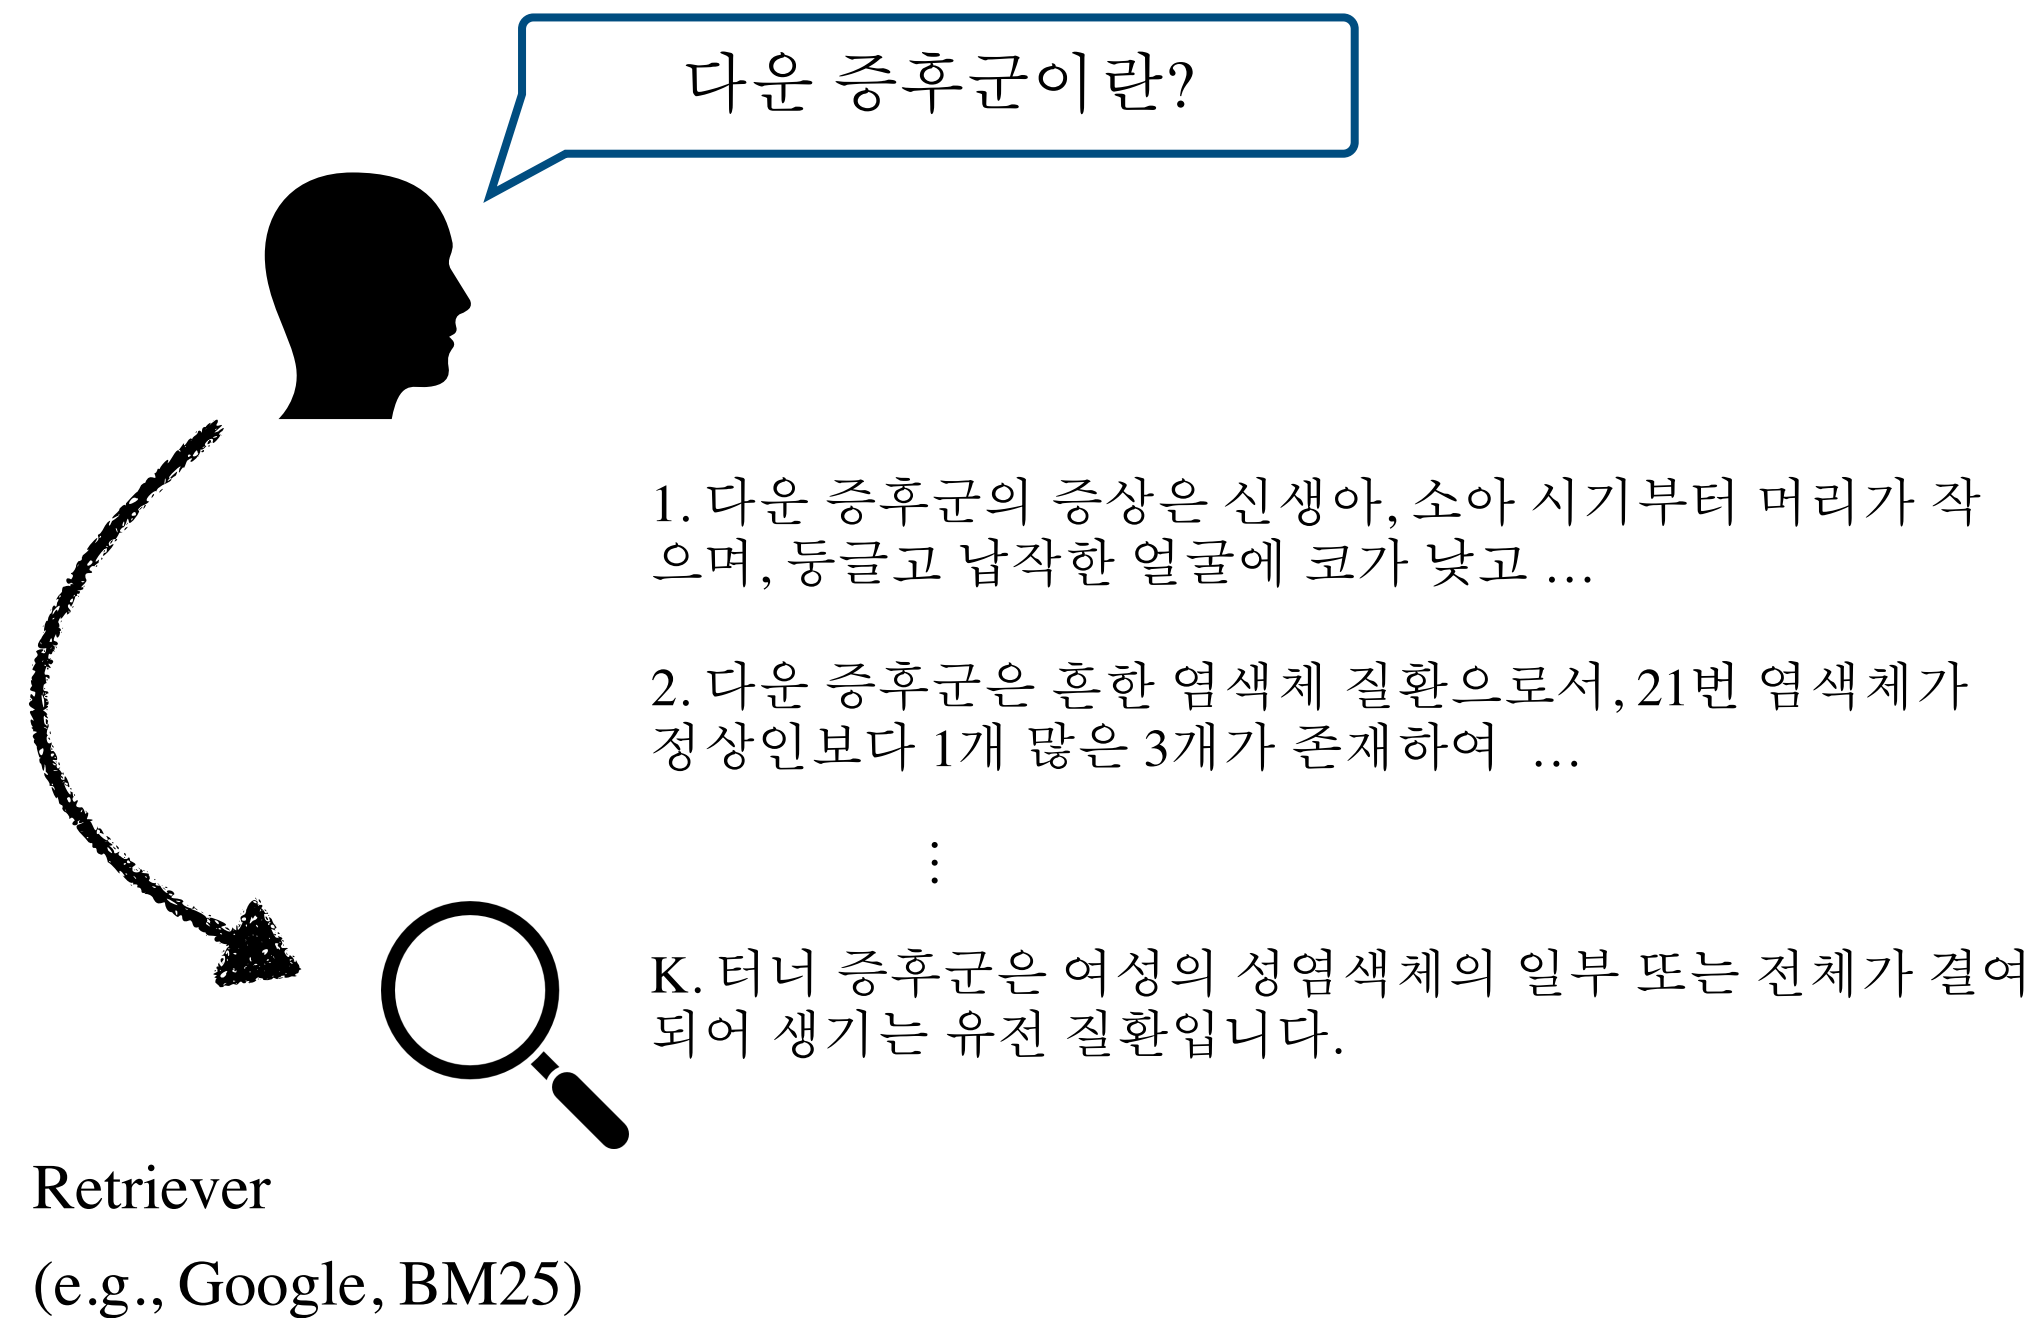 다운 증후군이란?
1. 다운 증후군의 증상은 신생아, 소아 시기부터 머리가 작
으며, 둥글고 납작한 얼굴에 코가 낮고 …
2. 다운 증후군은 흔한 염색체 질환으로서, 21번 염색체가
정상인보다 1개 많은 3개가 존재하여 …
⋮
K. 터너 증후군은 여성의 성염색체의 일부 또는 전체가 결여
되어 생기는 유전 질환입니다.
Retriever
(e.g., Google, BM25)